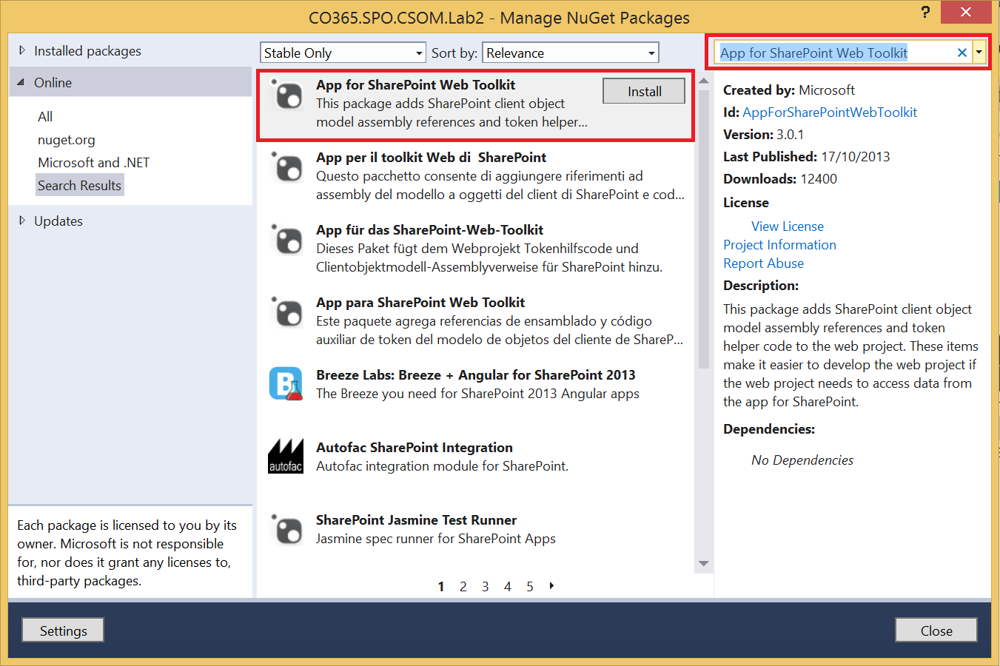 CO365.SPO.CSOM.Lab2 - Manage NuGet Packages
?
Installed packages
Online
All
nuget.org
Microsoft and .NET
Search Results
Updates
Each package is licensed to you by its
owner. Microsoft is not responsible
for, nor does it grant any licenses to,
third-party packages.
Stable Only
Sort by:
Relevance
App for SharePoint Web Toolkit
Install
This package adds SharePoint client object
model assembly references and token helper...
App per il toolkit Web di  SharePoint
Questo pacchetto consente di aggiungere riferimenti ad
assembly del modello a oggetti del client di SharePoint e cod...
App für das SharePoint-Web-Toolkit
Dieses Paket fügt dem Webprojekt Tokenhilfscode und
Clientobjektmodell-Assemblyverweise für SharePoint hinzu.
App para SharePoint Web Toolkit
Este paquete agrega referencias de ensamblado y código
auxiliar de token del modelo de objetos del cliente de ShareP...
B
Breeze Labs: Breeze + Angular for SharePoint 2013
The Breeze you need for SharePoint 2013 Angular apps
autofac
Autofac SharePoint Integration
Autofac integration module for SharePoint.
SharePoint Jasmine Test Runner
Jasmine spec runner for SharePoint Apps
1 2 3 4 5
App for SharePoint Web Toolkit
Created by: Microsoft
Id: AppForSharePointWebToolkit
Version: 3.0.1
Last Published: 17/10/2013
Downloads: 12400
License
View License
Project Information
Report Abuse
Description:
This package adds SharePoint client object
model assembly references and token
helper code to the web project. These items
make it easier to develop the web project if
the web project needs to access data from
the app for SharePoint.
Dependencies:
No Dependencies
Settings
Close